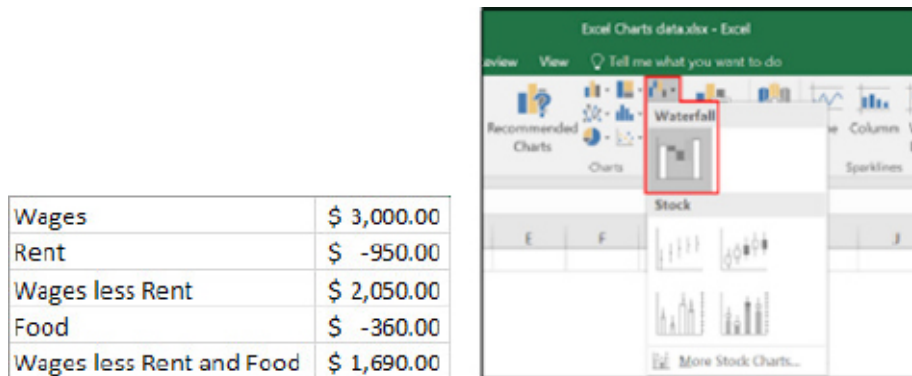 Wages $ 3,000.00
Rent $ -950.00
Wages less Rent $ 2,050.00
Food $ -360.00
Wages less Rent and Food $ 1,690.00
Excel Charts data.xlsx - Excel
eview View Tell me what you want to do
Recommended Charts
Waterfall
e Column
Charts
Sparklines
Stock
E F J
More Stock Charts...